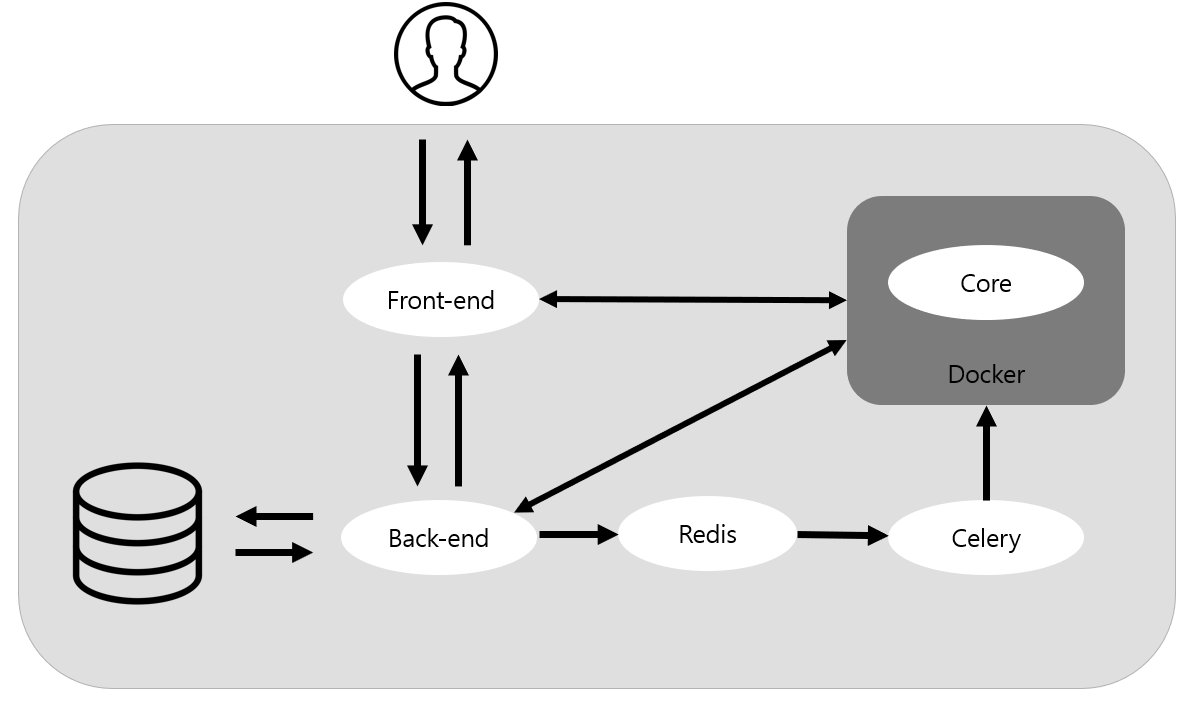 Core
Front-end
Docker
Back-end
Redis
Celery